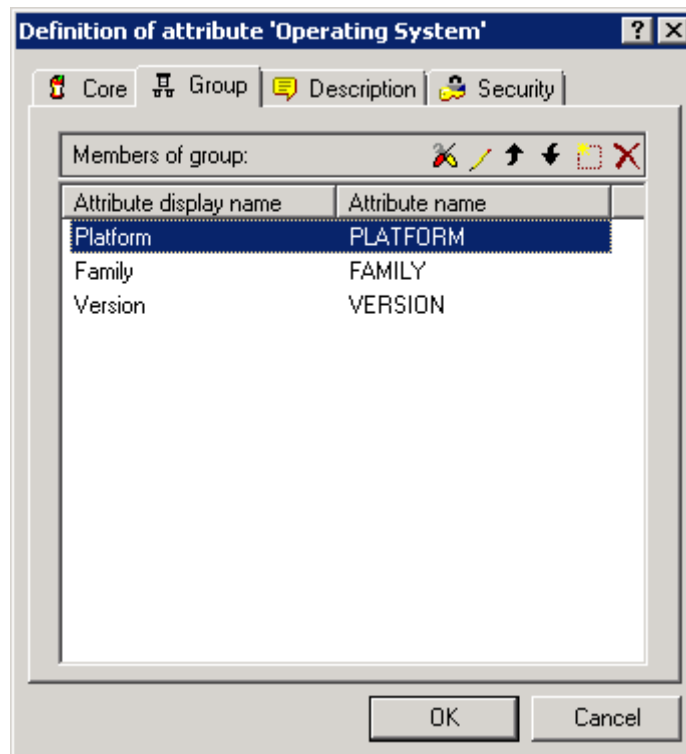 Definition of attribute 'Operating System'
Core Group Description Security
Members of group:
Attribute display name Attribute name
Platform PLATFORM
Family FAMILY
Version VERSION
OK Cancel